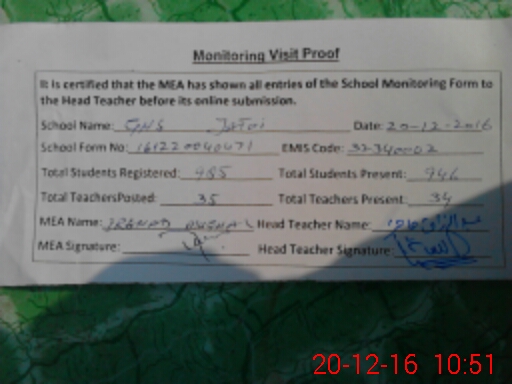 Monitoring Visit Proof
It is certified that the MEA has shown all entries of the School Monitoring Form to
the Head Teacher before its online submission.
School Name: GHS Jatoi Date: 20-12-2016
School Form No: 161220040471 EMIS Code:
Total Students Registered: 985 Total Students Present: 946
Total TeachersPosted: 35 Total Teachers Present: 34
MEA Name: Head Teacher Name:
MEA Signature: Head Teacher Signature:
20-12-16 10:51